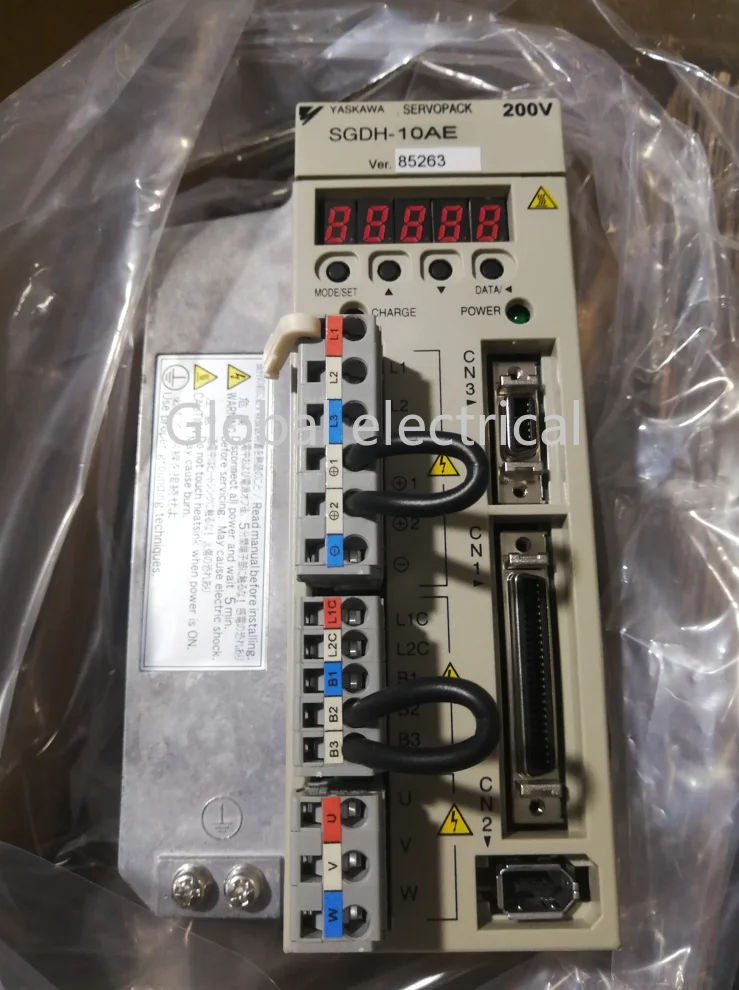 YASKAWA SERVOPACK 200V
SGDH-10AE
Ver. 85263
88888
MODE/SET
DATA/
CHARGE
POWER
L1
L2
L3
⊕1
⊕2
⊖
L1
L2
⊕1
⊕2
⊖
CN3
CN1
L1C
L2C
B1
B2
B3
L1C
L2C
B1
B2
B3
CN2
U
V
W
U
V
W
Read manual before installing.
disconnect all power and wait 5 min.
before servicing. May cause electric shock.
Do not touch heatsink when power is ON.
May cause burn.
Use proper grounding techniques.
Global electrical